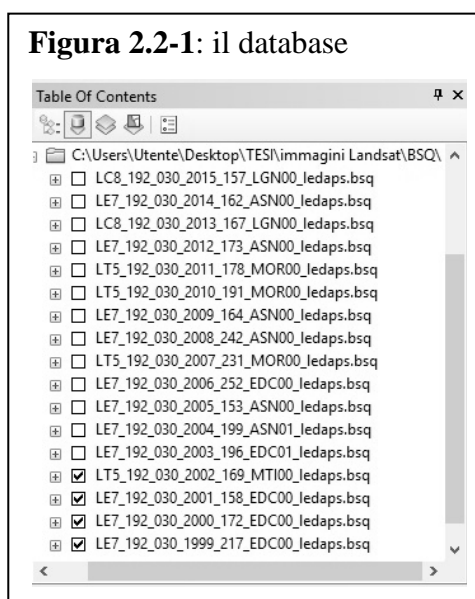 Figura 2.2-1: il database
Table Of Contents
C:\Users\Utente\Desktop\TESI\immagini Landsat\BSQ\
LC8_192_030_2015_157_LGN00_ledaps.bsq
LE7_192_030_2014_162_ASN00_ledaps.bsq
LC8_192_030_2013_167_LGN00_ledaps.bsq
LE7_192_030_2012_173_ASN00_ledaps.bsq
LT5_192_030_2011_178_MOR00_ledaps.bsq
LT5_192_030_2010_191_MOR00_ledaps.bsq
LE7_192_030_2009_164_ASN00_ledaps.bsq
LE7_192_030_2008_242_ASN00_ledaps.bsq
LT5_192_030_2007_231_MOR00_ledaps.bsq
LE7_192_030_2006_252_EDC00_ledaps.bsq
LE7_192_030_2005_153_ASN00_ledaps.bsq
LE7_192_030_2004_199_ASN01_ledaps.bsq
LE7_192_030_2003_196_EDC01_ledaps.bsq
LT5_192_030_2002_169_MTI00_ledaps.bsq
LE7_192_030_2001_158_EDC00_ledaps.bsq
LE7_192_030_2000_172_EDC00_ledaps.bsq
LE7_192_030_1999_217_EDC00_ledaps.bsq